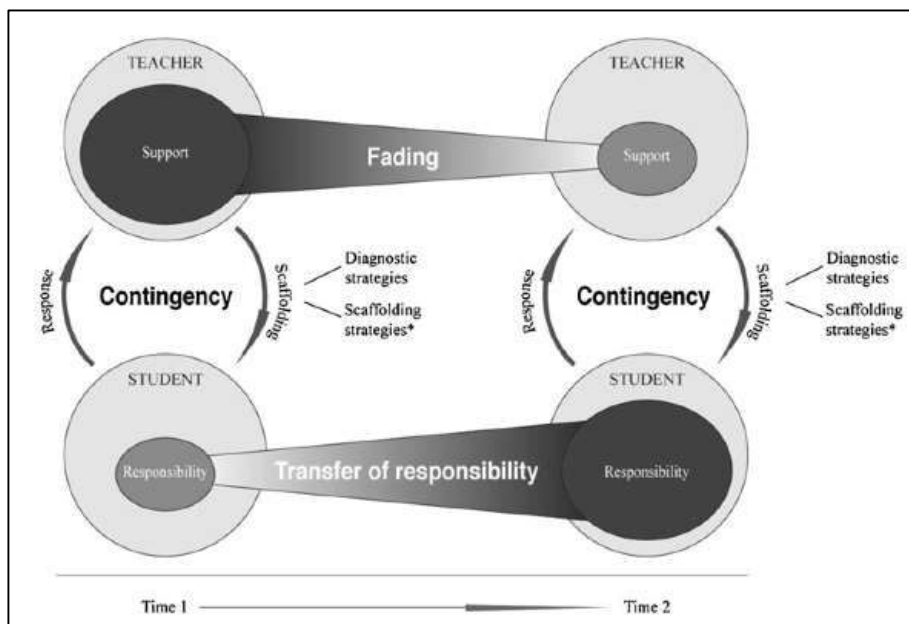 TEACHER
TEACHER
Support
Fading
Support
Response
Contingency
Scaffolding
Diagnostic
strategies
Scaffolding
strategies*
Response
Contingency
Scaffolding
Diagnostic
strategies
Scaffolding
strategies*
STUDENT
STUDENT
Responsibility
Transfer of responsibility
Responsibility
Time 1
Time 2